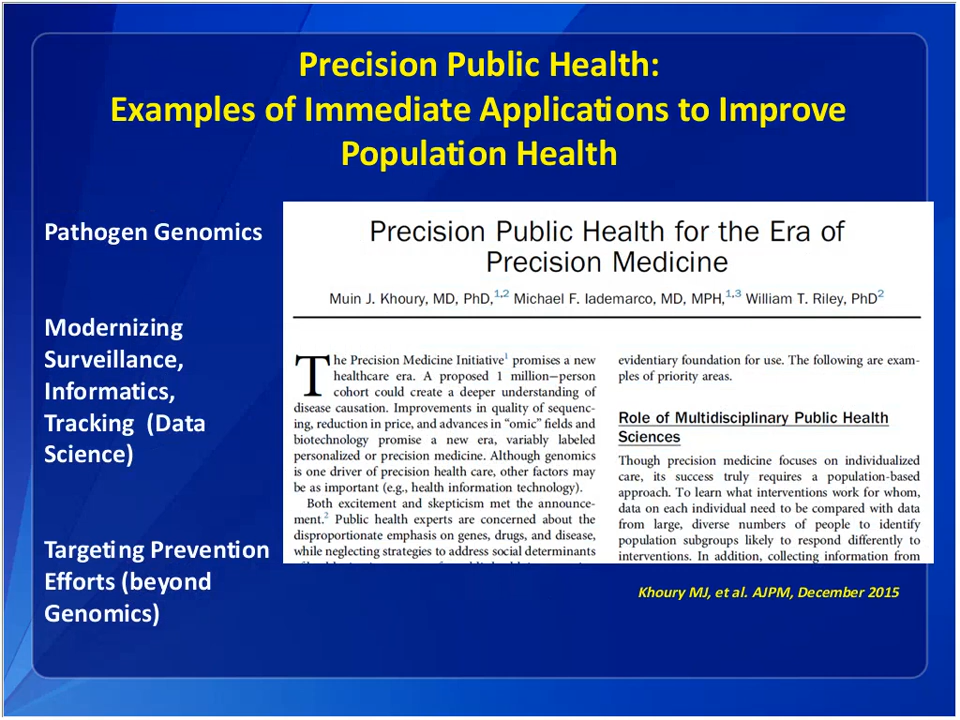 Precision Public Health:
Examples of Immediate Applications to Improve
Population Health
Pathogen Genomics
Modernizing
Surveillance,
Informatics,
Tracking (Data
Science)
Targeting Prevention
Efforts (beyond
Genomics)
Precision Public Health for the Era of
Precision Medicine
Muin J. Khoury, MD, PhD,1,2 Michael F. Iademarco, MD, MPH,1,3 William T. Riley, PhD2
The Precision Medicine Initiative1 promises a new
healthcare era. A proposed 1 million–person
cohort could create a deeper understanding of
disease causation. Improvements in quality of sequenc-
ing, reduction in price, and advances in “omic” fields and
biotechnology promise a new era, variably labeled
personalized or precision medicine. Although genomics
is one driver of precision health care, other factors may
be as important (e.g., health information technology).
Both excitement and skepticism met the announce-
ment.2 Public health experts are concerned about the
disproportionate emphasis on genes, drugs, and disease,
while neglecting strategies to address social determinants
evidentiary foundation for use. The following are exam-
ples of priority areas.
Role of Multidisciplinary Public Health
Sciences
Though precision medicine focuses on individualized
care, its success truly requires a population-based
approach. To learn what interventions work for whom,
data on each individual need to be compared with data
from large, diverse numbers of people to identify
population subgroups likely to respond differently to
interventions. In addition, collecting information from
Khoury MJ, et al. AJPM, December 2015